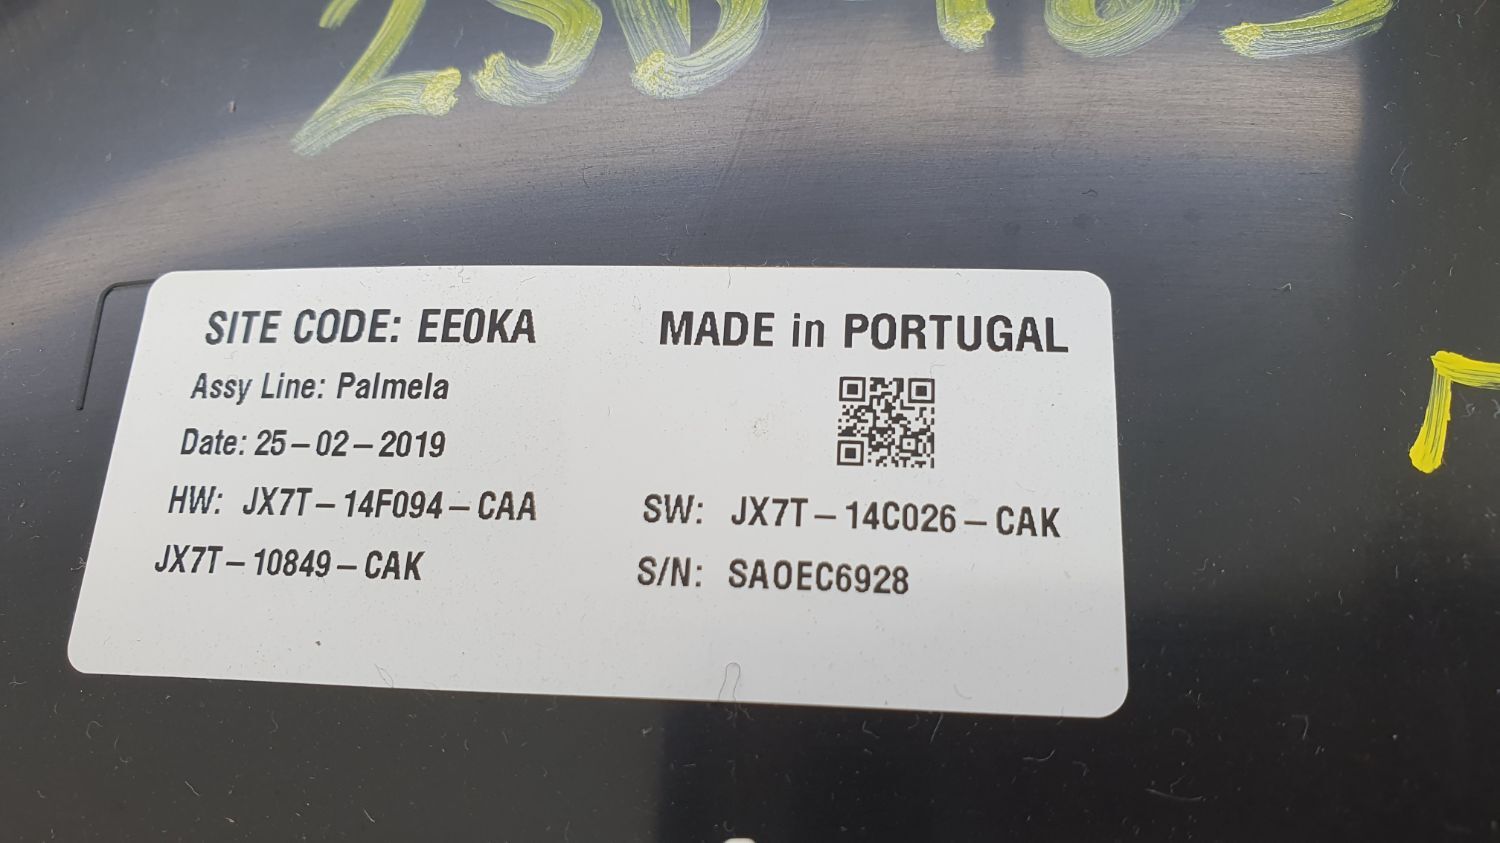 SITE CODE: EE0KA
MADE in PORTUGAL
Assy Line: Palmela
Date: 25-02-2019
HW: JX7T-14F094-CAA
SW: JX7T-14C026-CAK
JX7T-10849-CAK
S/N: SA0EC6928